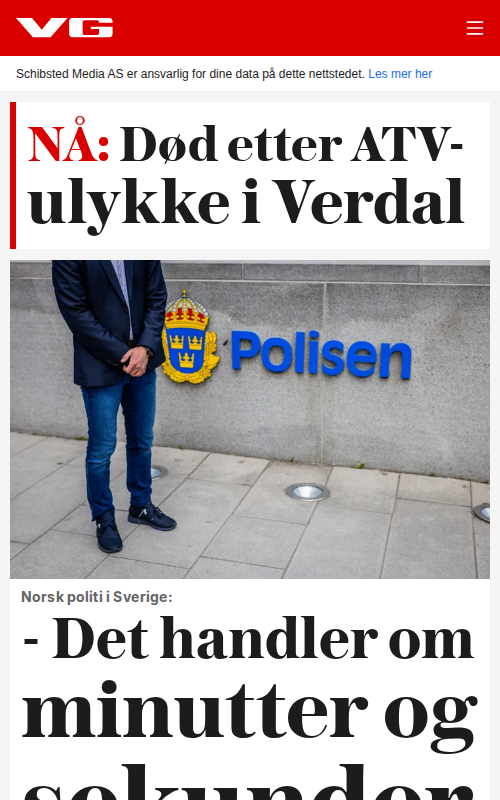 VG
Schibsted Media AS er ansvarlig for dine data på dette nettstedet. Les mer her
NÅ: Død etter ATV-
ulykke i Verdal
Polisen
Norsk politi i Sverige:
- Det handler om
minutter og
sekunder